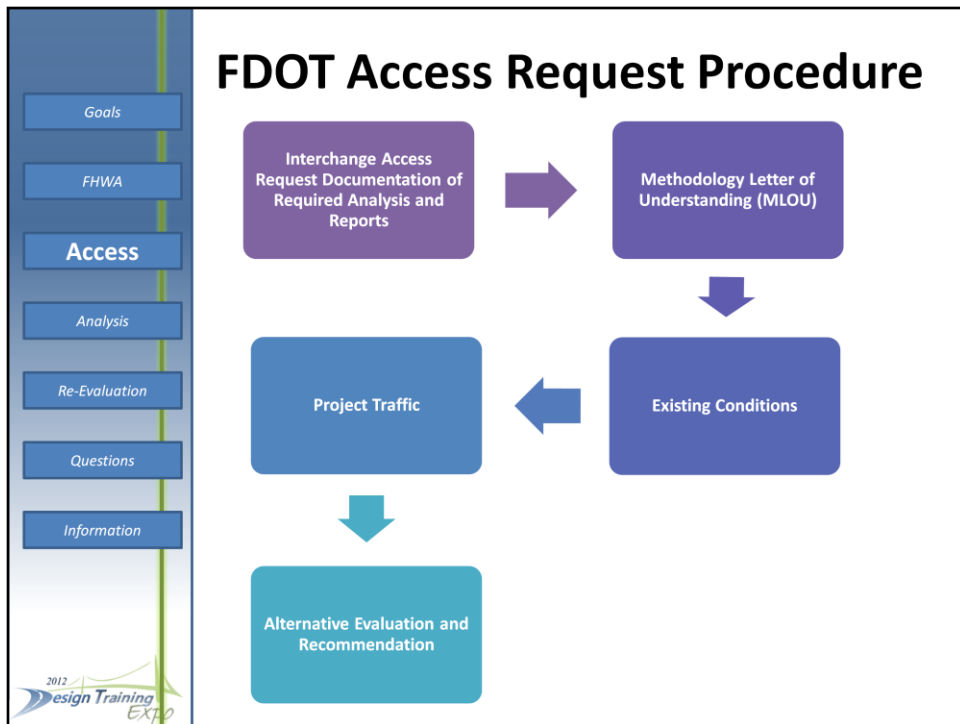 FDOT Access Request Procedure
Goals
FHWA
Access
Analysis
Re-Evaluation
Questions
Information
Interchange Access
Request Documentation of
Required Analysis and
Reports
Methodology Letter of
Understanding (MLOU)
Existing Conditions
Project Traffic
Alternative Evaluation and
Recommendation
2012
Design Training
Expo